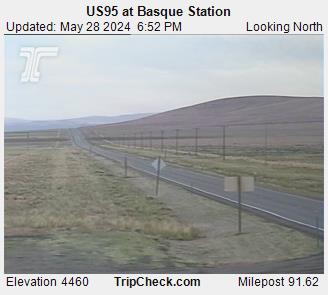 US95 at Basque Station
Updated: May 28 2024 6:52 PM Looking North
Elevation 4460 TripCheck.com Milepost 91.62